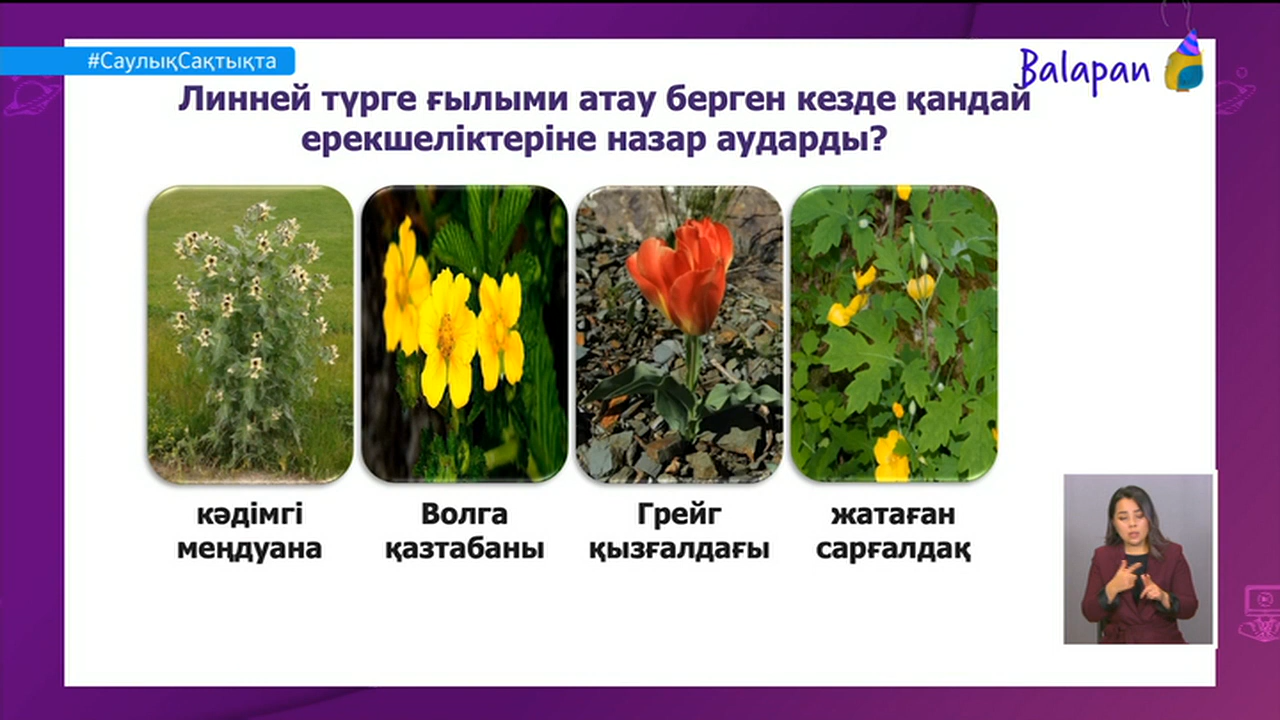 #СаулықСақтықта
Balapan
Линней түрге ғылыми атау берген кезде қандай
ерекшеліктеріне назар аударды?
кәдімгі
меңдуана
Волга
қазтабаны
Грейг
қызғалдағы
жатаған
сарғалдақ